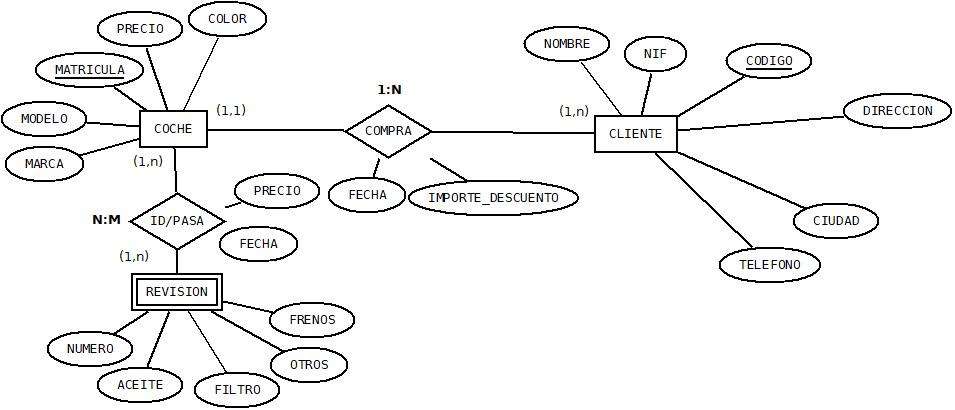 COLOR
PRECIO
NOMBRE
NIF
CODIGO
MATRICULA
1:N
(1,1)
(1,n)
DIRECCION
MODELO
COCHE
COMPRA
CLIENTE
MARCA
(1,n)
PRECIO
FECHA
IMPORTE_DESCUENTO
N:M
ID/PASA
CIUDAD
FECHA
(1,n)
TELEFONO
REVISION
FRENOS
NUMERO
OTROS
ACEITE
FILTRO